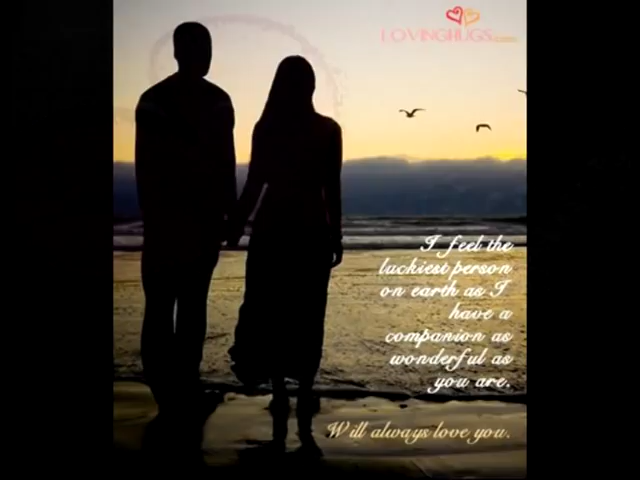 LOVINGHUGS.com
I feel the
luckiest person
on earth as I
have a
companion as
wonderful as
you are.
Will always love you.